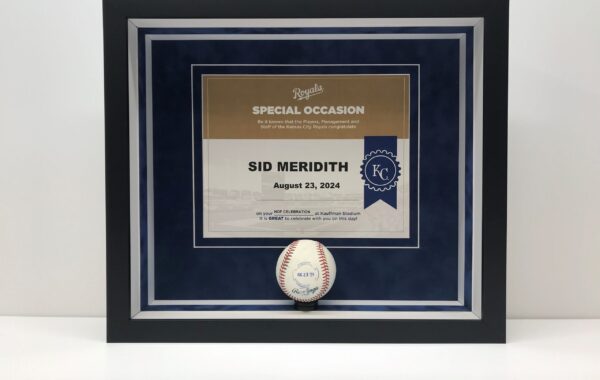 Royals
SPECIAL OCCASION
Be it known that the Players, Management and
Staff of the Kansas City Royals congratulate
SID MERIDITH
August 23, 2024
KC
on your HOF CELEBRATION at Kauffman Stadium
It is GREAT to celebrate with you on this day!
Rawlings